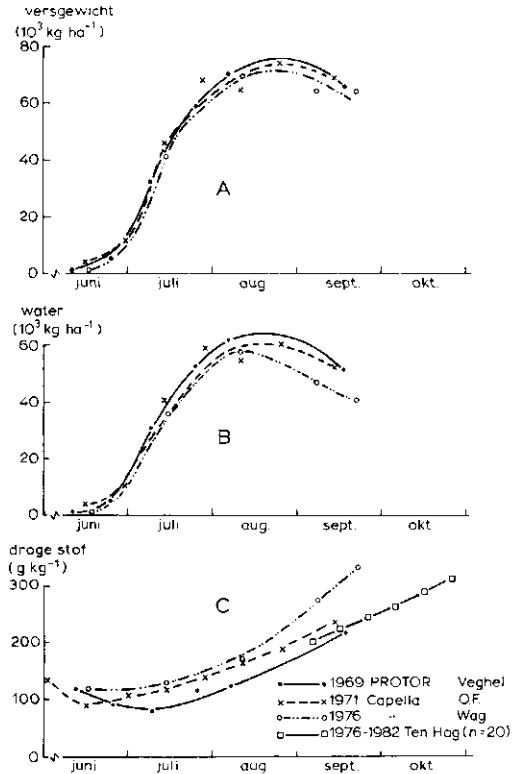 versgewicht
(10³ kg ha⁻¹)
80
60
40
20
0
A
juni juli aug. sept. okt.
water
(10³ kg ha⁻¹)
60
40
20
0
B
juni juli aug. sept. okt
droge stof
(g kg⁻¹)
300
200
100
0
C
1969 PROTOR Veghel
1971 Capella O.F.
1976 " Wag
1976-1982 Ten Hag (n=20)
juni juli aug. sept. okt.